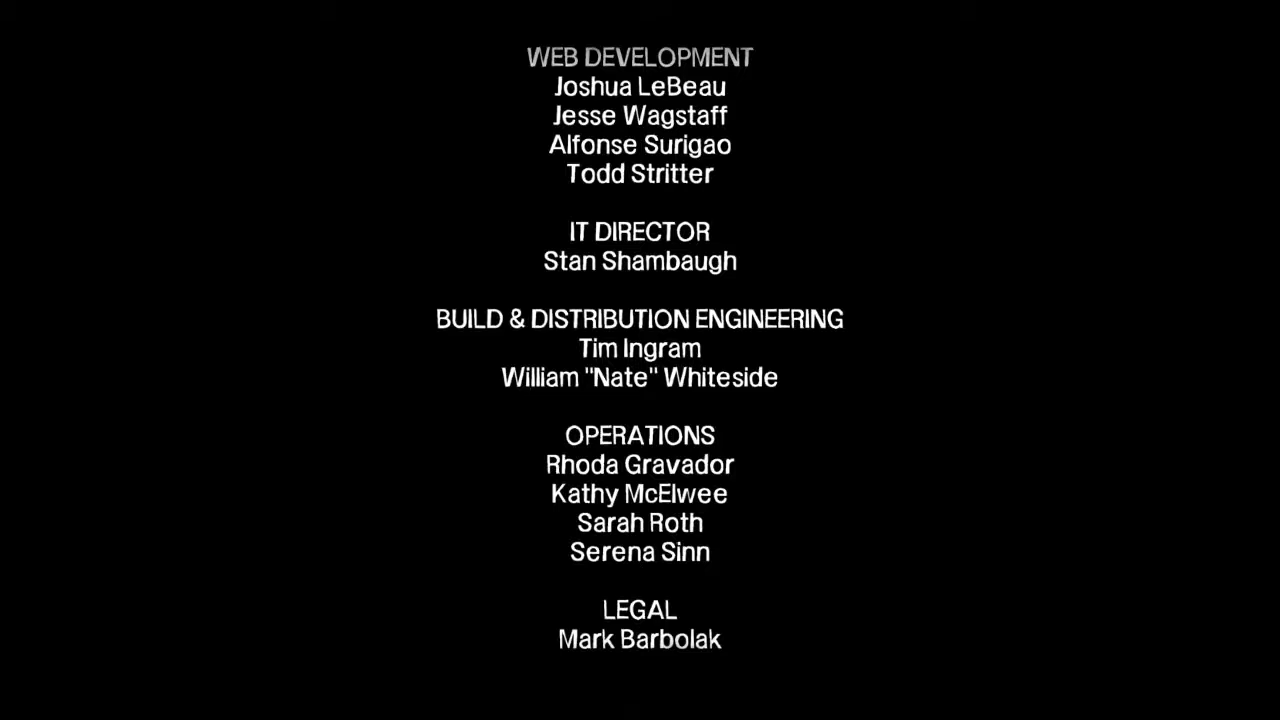 WEB DEVELOPMENT
Joshua LeBeau
Jesse Wagstaff
Alfonse Surigao
Todd Stritter
IT DIRECTOR
Stan Shambaugh
BUILD & DISTRIBUTION ENGINEERING
Tim Ingram
William "Nate" Whiteside
OPERATIONS
Rhoda Gravador
Kathy McElwee
Sarah Roth
Serena Sinn
LEGAL
Mark Barbolak